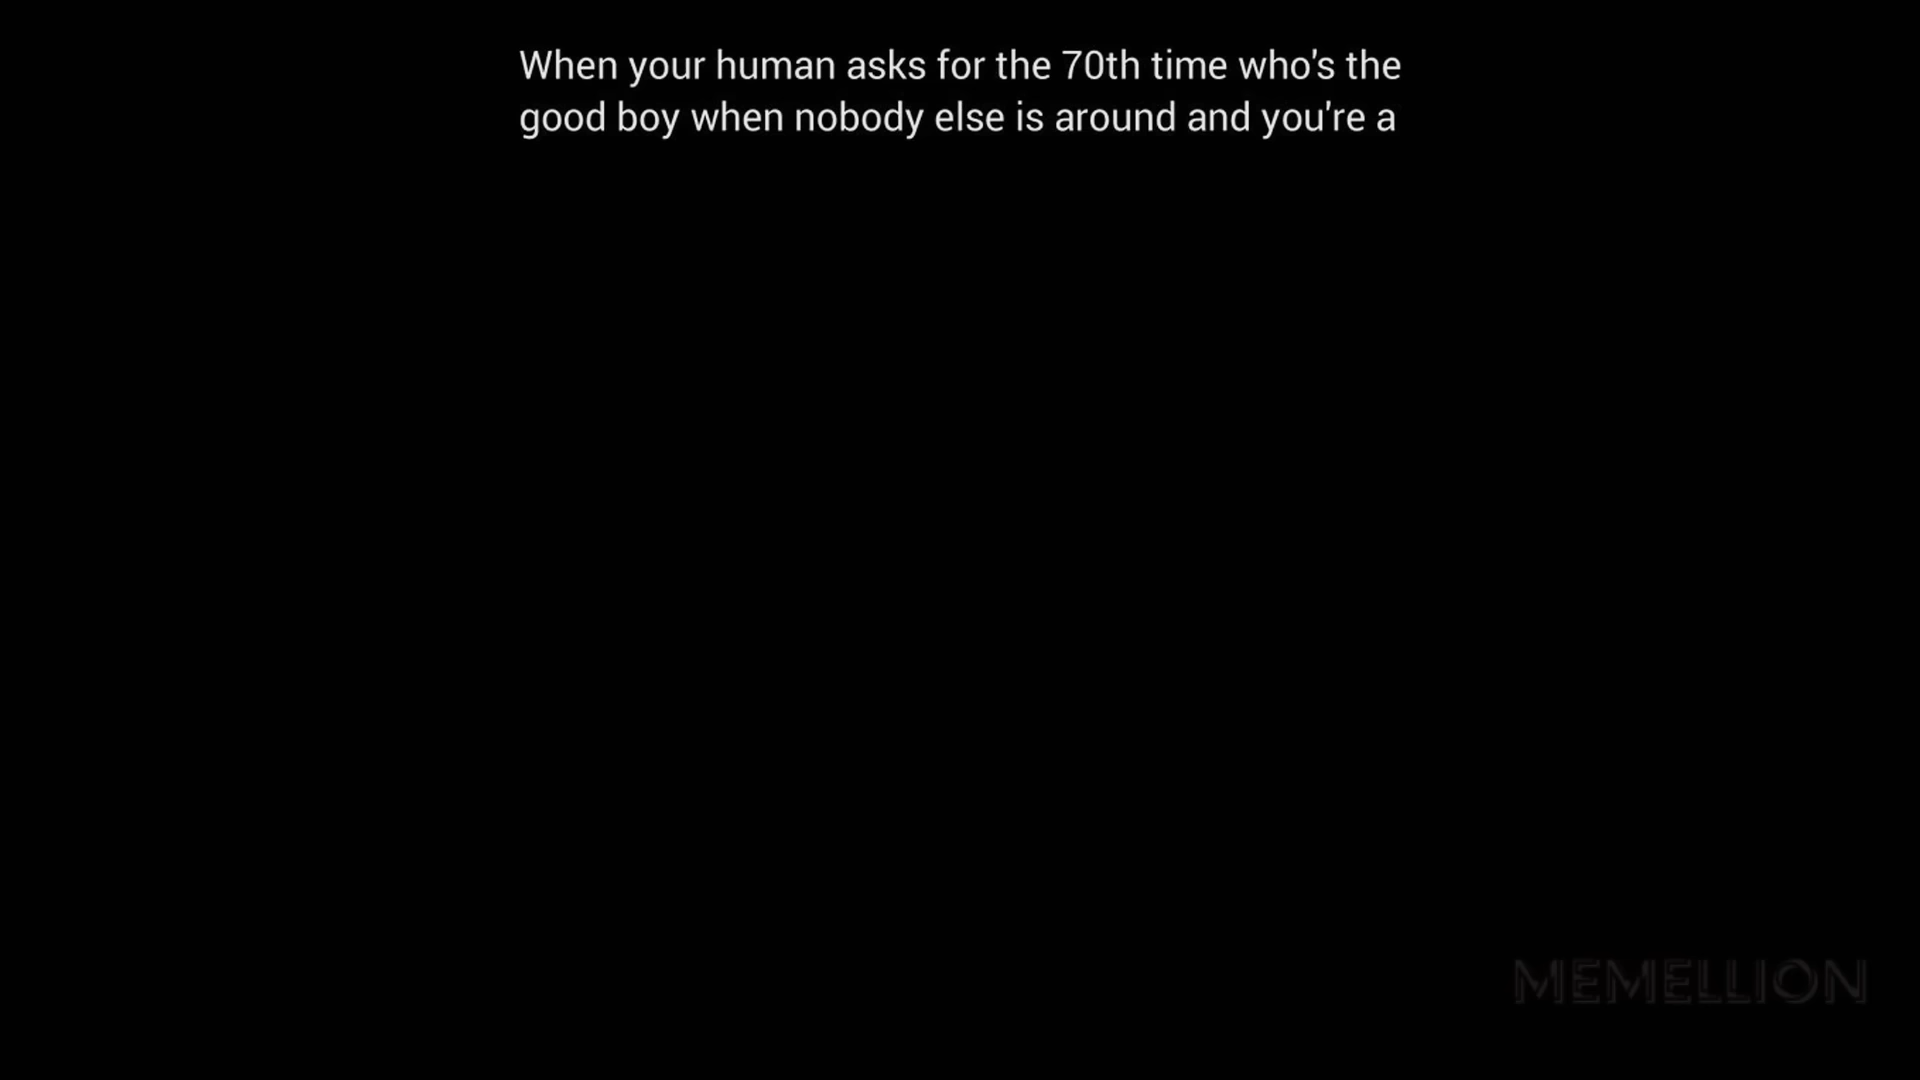 When your human asks for the 70th time who's the
good boy when nobody else is around and you're a
MEMELLION